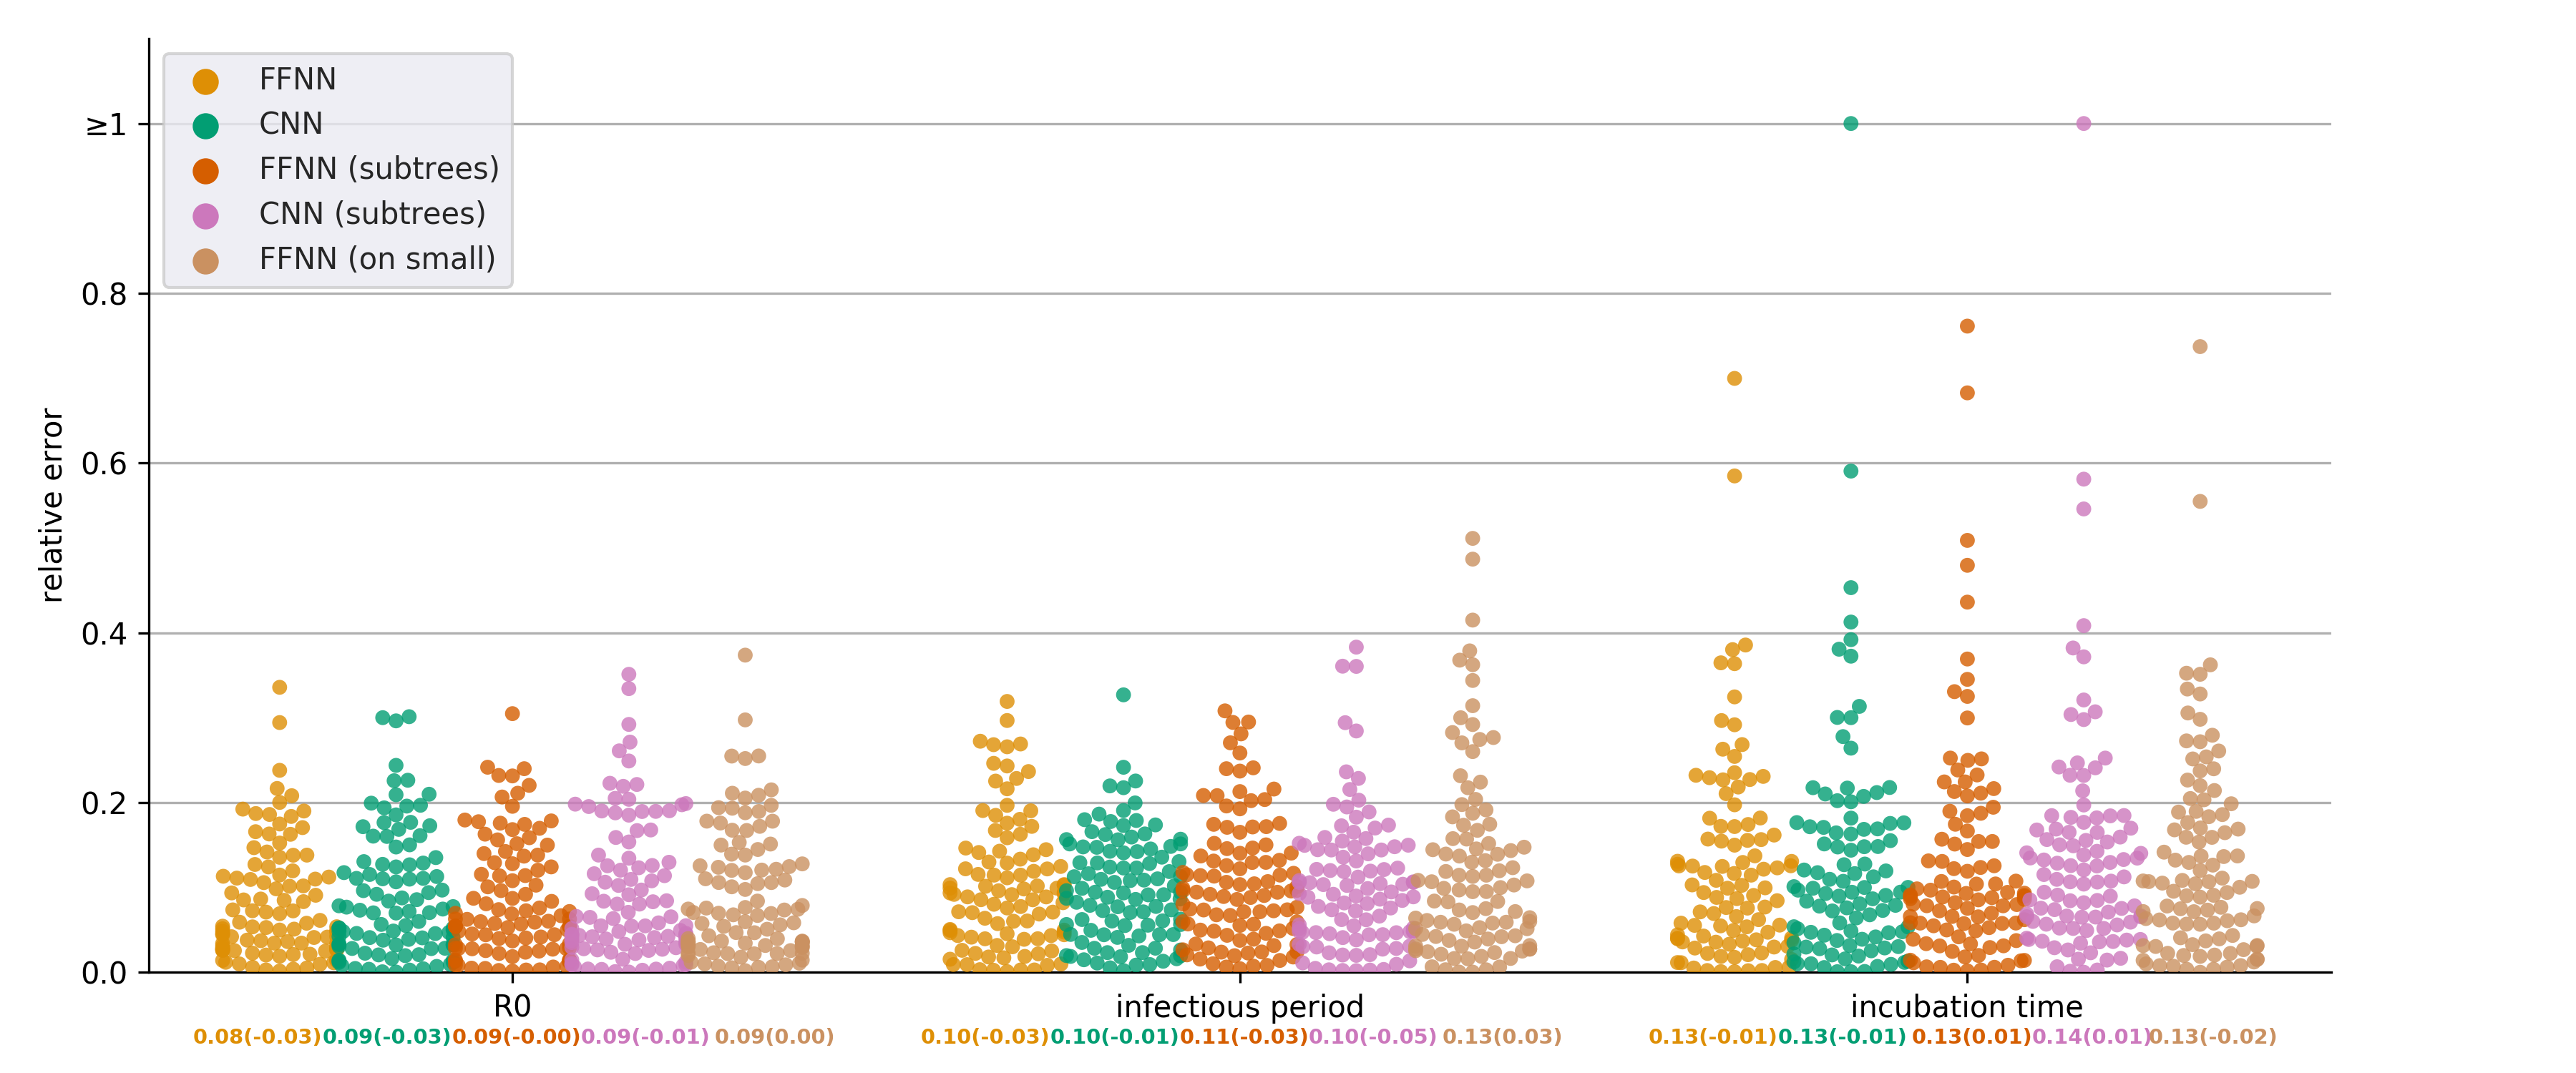 FFNN
CNN
FFNN (subtrees)
CNN (subtrees)
FFNN (on small)
relative error
≥1
0.8
0.6
0.4
0.2
0.0
R0 infectious period incubation time
0.08(-0.03) 0.09(-0.03) 0.09(-0.00) 0.09(-0.01) 0.09(0.00) 0.10(-0.03) 0.10(-0.01) 0.11(-0.03) 0.10(-0.05) 0.13(0.03) 0.13(-0.01) 0.13(-0.01) 0.13(0.01) 0.14(0.01) 0.13(-0.02)